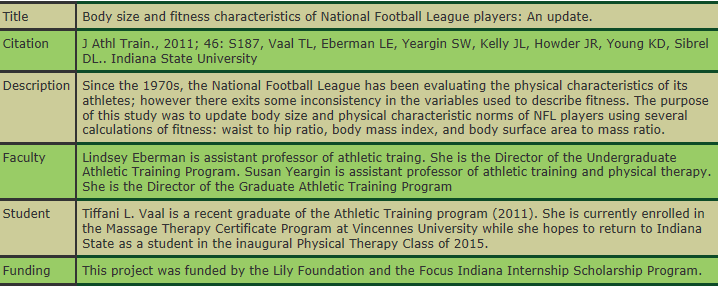 Title Body size and fitness characteristics of National Football League players: An update.
Citation J Athl Train., 2011; 46: S187, Vaal TL, Eberman LE, Yeargin SW, Kelly JL, Howder JR, Young KD, Sibrel
DL.. Indiana State University
Description Since the 1970s, the National Football League has been evaluating the physical characteristics of its
athletes; however there exits some inconsistency in the variables used to describe fitness. The purpose
of this study was to update body size and physical characteristic norms of NFL players using several
calculations of fitness: waist to hip ratio, body mass index, and body surface area to mass ratio.
Faculty Lindsey Eberman is assistant professor of athletic traing. She is the Director of the Undergraduate
Athletic Training Program. Susan Yeargin is assistant professor of athletic training and physical therapy.
She is the Director of the Graduate Athletic Training Program
Student Tiffani L. Vaal is a recent graduate of the Athletic Training program (2011). She is currently enrolled in
the Massage Therapy Certificate Program at Vincennes University while she hopes to return to Indiana
State as a student in the inaugural Physical Therapy Class of 2015.
Funding This project was funded by the Lily Foundation and the Focus Indiana Internship Scholarship Program.